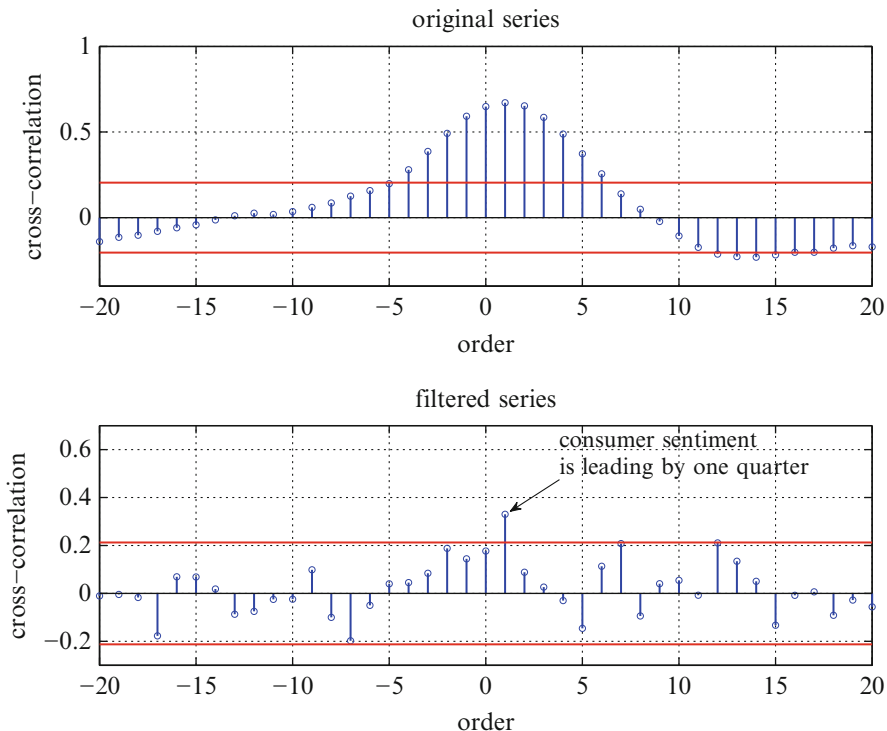 original series
1
0.5
0
cross−correlation
−20 −15 −10 −5 0 5 10 15 20
order
filtered series
0.6
0.4
0.2
0
−0.2
cross−correlation
consumer sentiment
is leading by one quarter
−20 −15 −10 −5 0 5 10 15 20
order